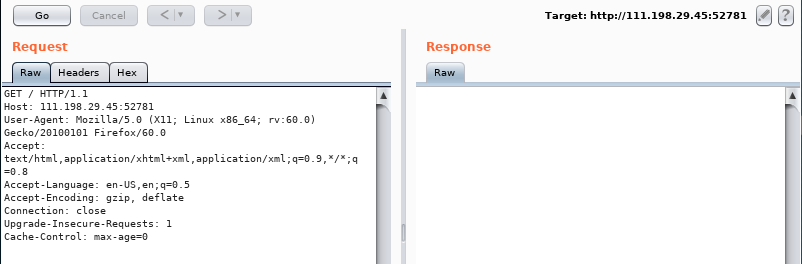 Go Cancel < > Target: http://111.198.29.45:52781 ?
Request
Raw Headers Hex
GET / HTTP/1.1
Host: 111.198.29.45:52781
User-Agent: Mozilla/5.0 (X11; Linux x86_64; rv:60.0)
Gecko/20100101 Firefox/60.0
Accept:
text/html,application/xhtml+xml,application/xml;q=0.9,*/*;q
=0.8
Accept-Language: en-US,en;q=0.5
Accept-Encoding: gzip, deflate
Connection: close
Upgrade-Insecure-Requests: 1
Cache-Control: max-age=0
Response
Raw